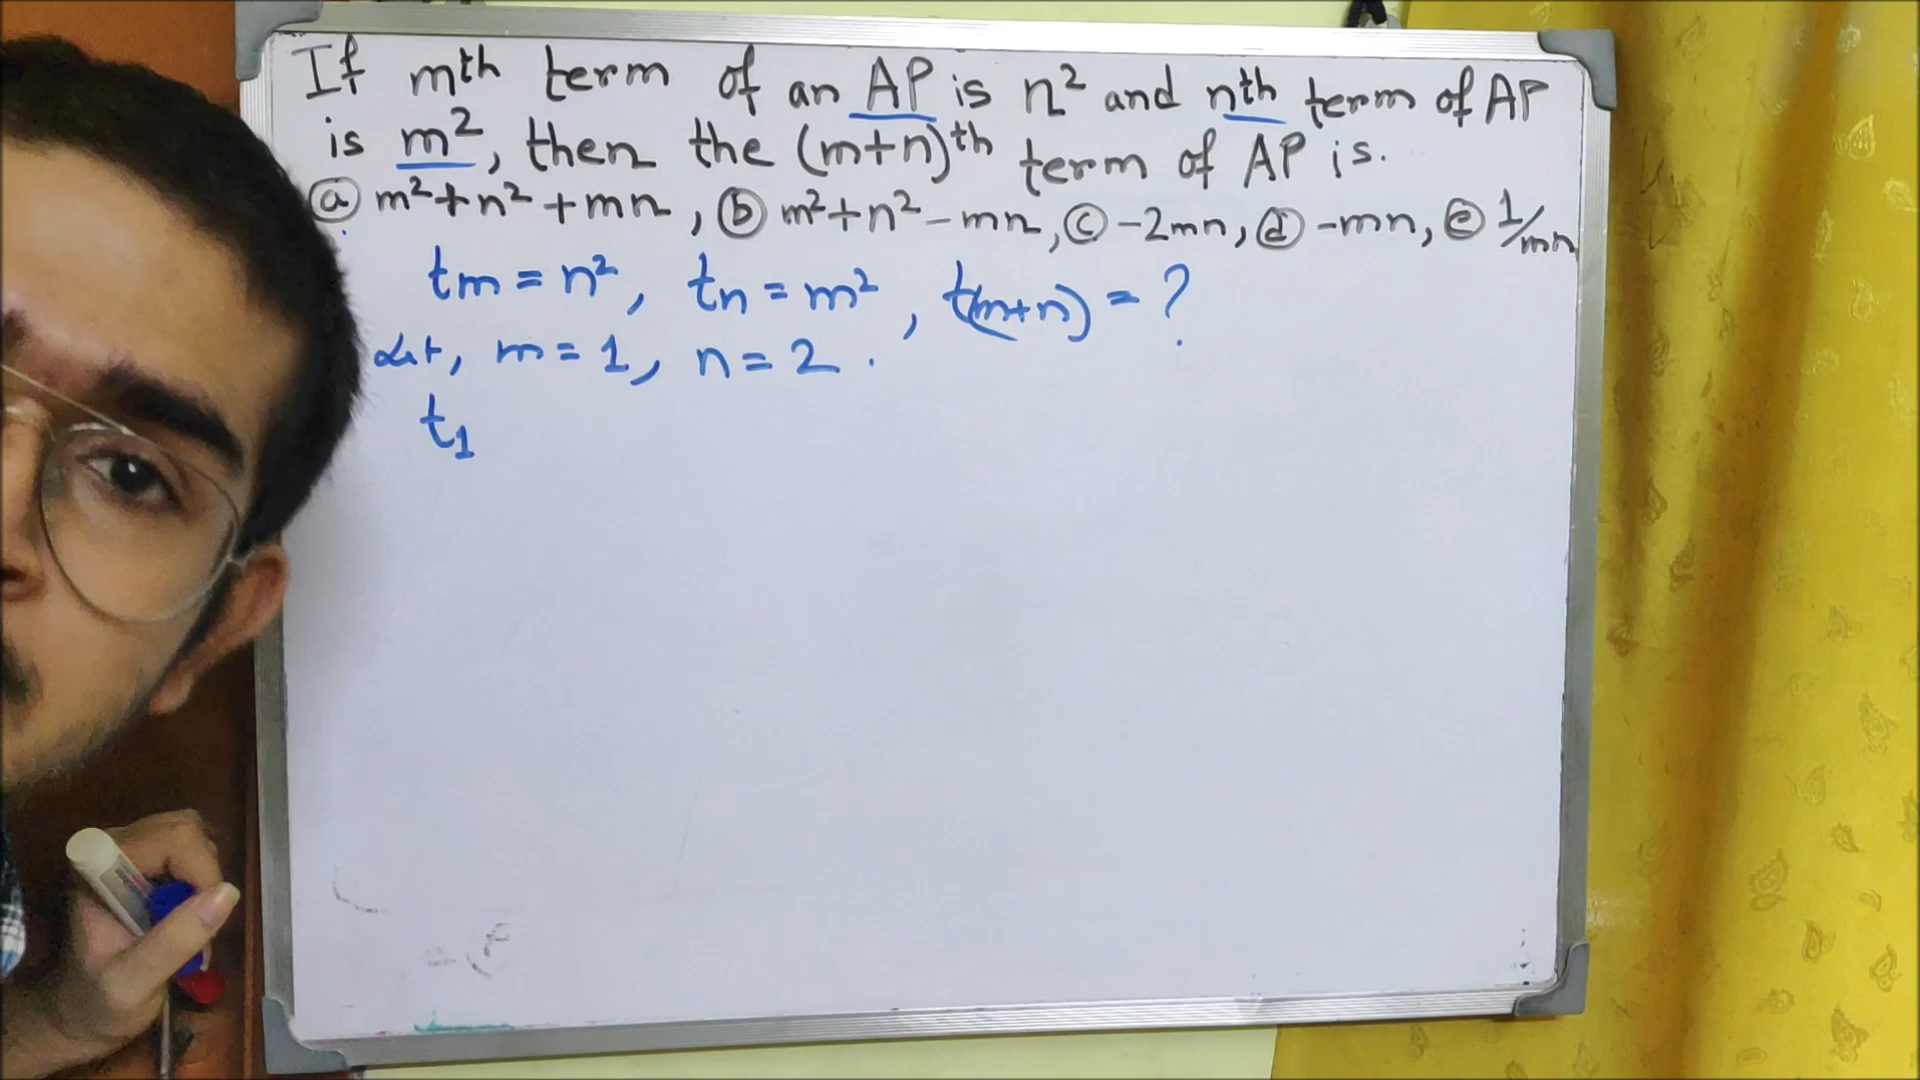 If mth term of an AP is n² and nth term of AP
is m², then the (m+n)th term of AP is.
ⓐ m²+n²+mn, ⓑ m²+n²-mn, ⓒ -2mn, ⓓ -mn, ⓔ 1/mn
tm = n², tn = m², t(m+n) = ?
Let, m = 1, n = 2.
t1